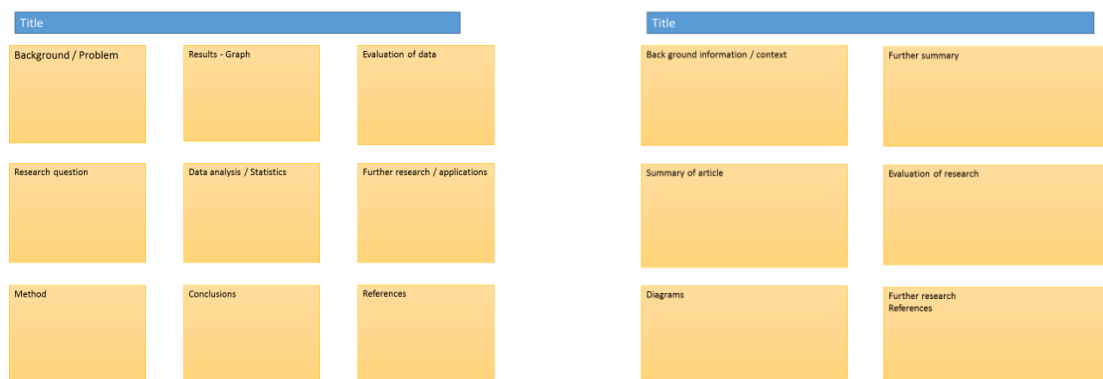 Title
Background / Problem
Results - Graph
Evaluation of data
Research question
Data analysis / Statistics
Further research / applications
Method
Conclusions
References
Title
Back ground information / context
Further summary
Summary of article
Evaluation of research
Diagrams
Further research
References